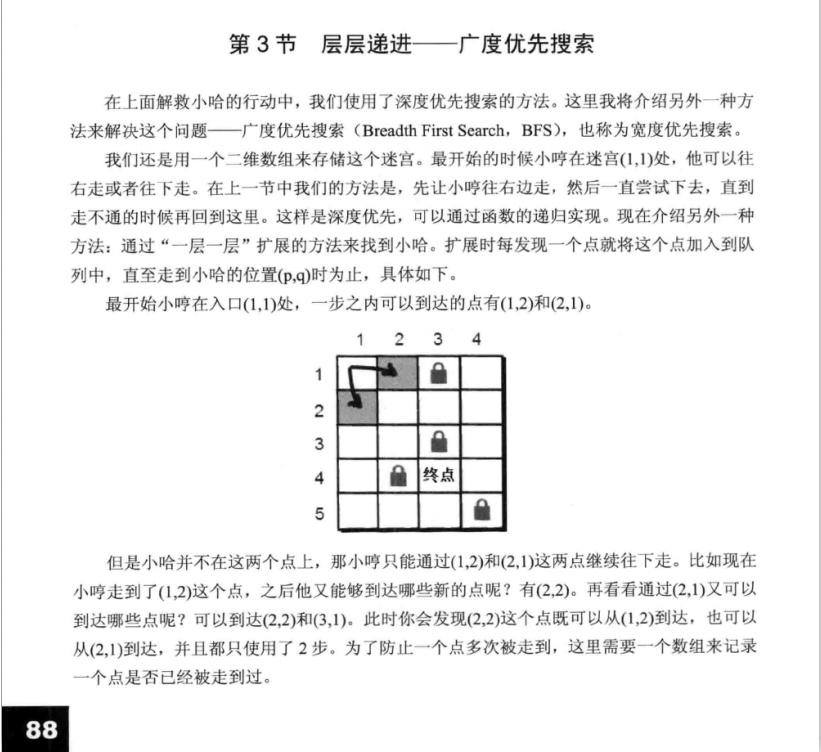 第 3 节 层层递进——广度优先搜索
在上面解救小哈的行动中，我们使用了深度优先搜索的方法。这里我将介绍另外一种方
法来解决这个问题——广度优先搜索（Breadth First Search，BFS），也称为宽度优先搜索。
我们还是用一个二维数组来存储这个迷宫。最开始的时候小哼在迷宫(1,1)处，他可以往
右走或者往下走。在上一节中我们的方法是，先让小哼往右边走，然后一直尝试下去，直到
走不通的时候再回到这里。这样是深度优先，可以通过函数的递归实现。现在介绍另外一种
方法：通过“一层一层”扩展的方法来找到小哈。扩展时每发现一个点就将这个点加入到队
列中，直至走到小哈的位置(p,q)时为止，具体如下。
最开始小哼在入口(1,1)处，一步之内可以到达的点有(1,2)和(2,1)。
1 2 3 4
1
2
3
4 终点
5
但是小哈并不在这两个点上，那小哼只能通过(1,2)和(2,1)这两点继续往下走。比如现在
小哼走到了(1,2)这个点，之后他又能够到达哪些新的点呢？有(2,2)。再看看通过(2,1)又可以
到达哪些点呢？可以到达(2,2)和(3,1)。此时你会发现(2,2)这个点既可以从(1,2)到达，也可以
从(2,1)到达，并且都只使用了 2 步。为了防止一个点多次被走到，这里需要一个数组来记录
一个点是否已经被走到过。
88